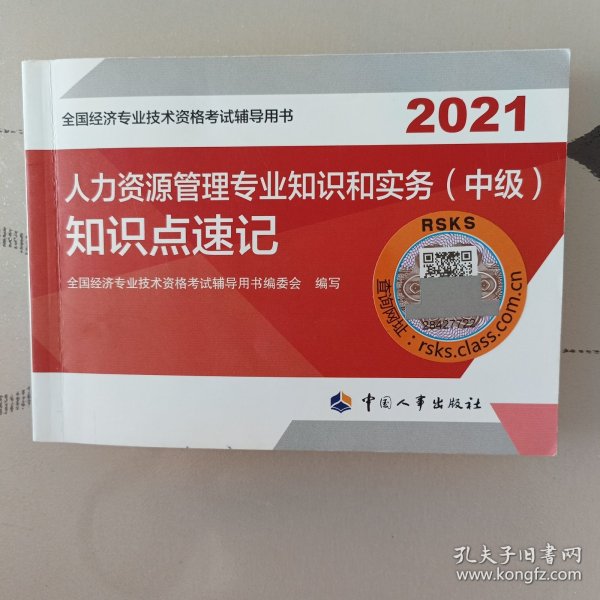 全国经济专业技术资格考试辅导用书
2021
人力资源管理专业知识和实务（中级）
知识点速记
全国经济专业技术资格考试辅导用书编委会 编写
RSKS
查询网址：rsks.class.com.cn
中国人事出版社
孔夫子旧书网
www.kongfz.com